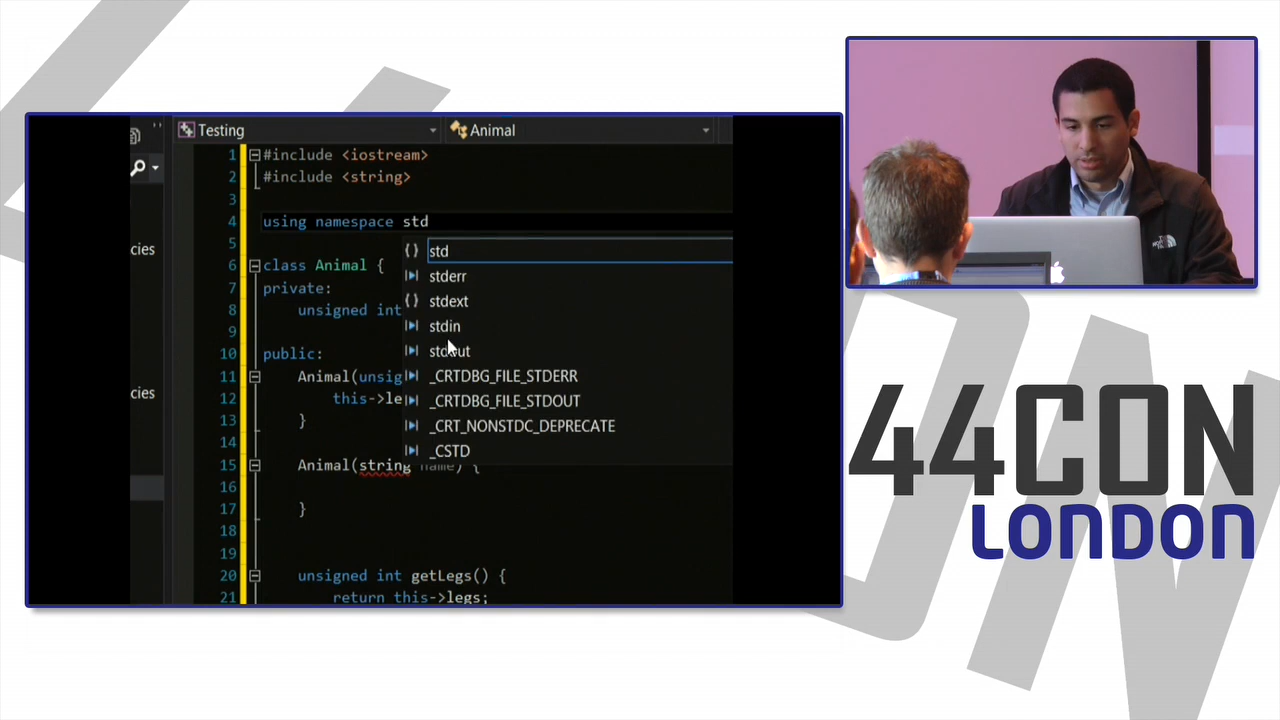 Testing
Animal
1 #include <iostream>
2 #include <string>
3
4 using namespace std
5
6 class Animal {
7 private:
8 unsigned int
9
10 public:
11 Animal(unsig
12 this->le
13 }
14
15 Animal(string name) {
16
17 }
18
19
20 unsigned int getLegs() {
21 return this->legs;
std
stderr
stdext
stdin
stdout
_CRTDBG_FILE_STDERR
_CRTDBG_FILE_STDOUT
_CRT_NONSTDC_DEPRECATE
_CSTD
cies
cies
44CON
LONDON